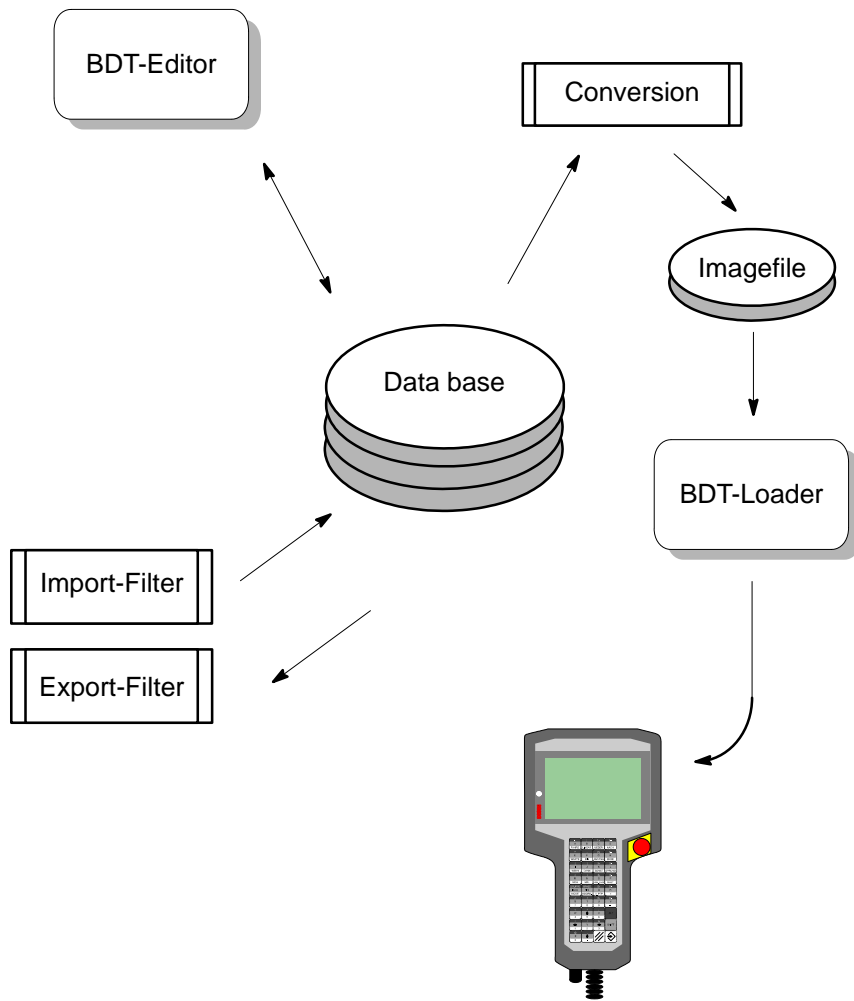 BDT-Editor
Conversion
Imagefile
Data base
BDT-Loader
Import-Filter
Export-Filter